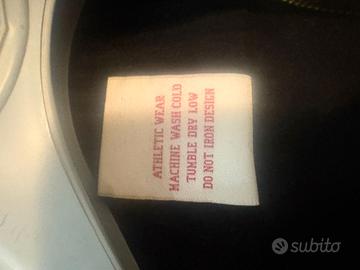 ATHLETIC WEAR
MACHINE WASH COLD
TUMBLE DRY LOW
DO NOT IRON DESIGN
subito